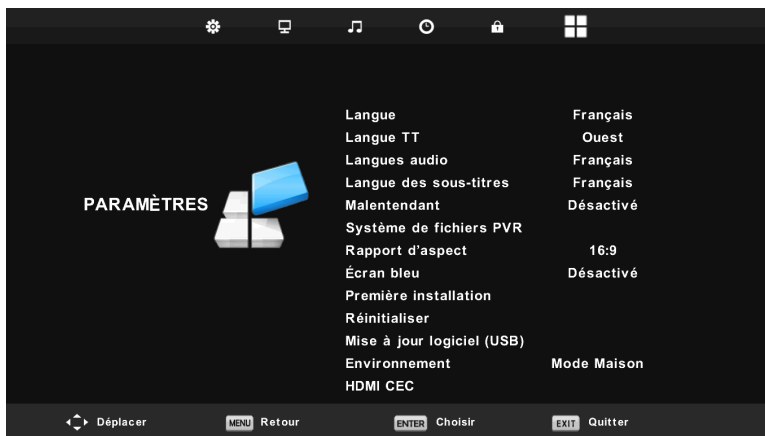 PARAMÈTRES
Langue Français
Langue TT Ouest
Langues audio Français
Langue des sous-titres Français
Malentendant Désactivé
Système de fichiers PVR
Rapport d'aspect 16:9
Écran bleu Désactivé
Première installation
Réinitialiser
Mise à jour logiciel (USB)
Environnement Mode Maison
HDMI CEC
Déplacer MENU Retour ENTER Choisir EXIT Quitter